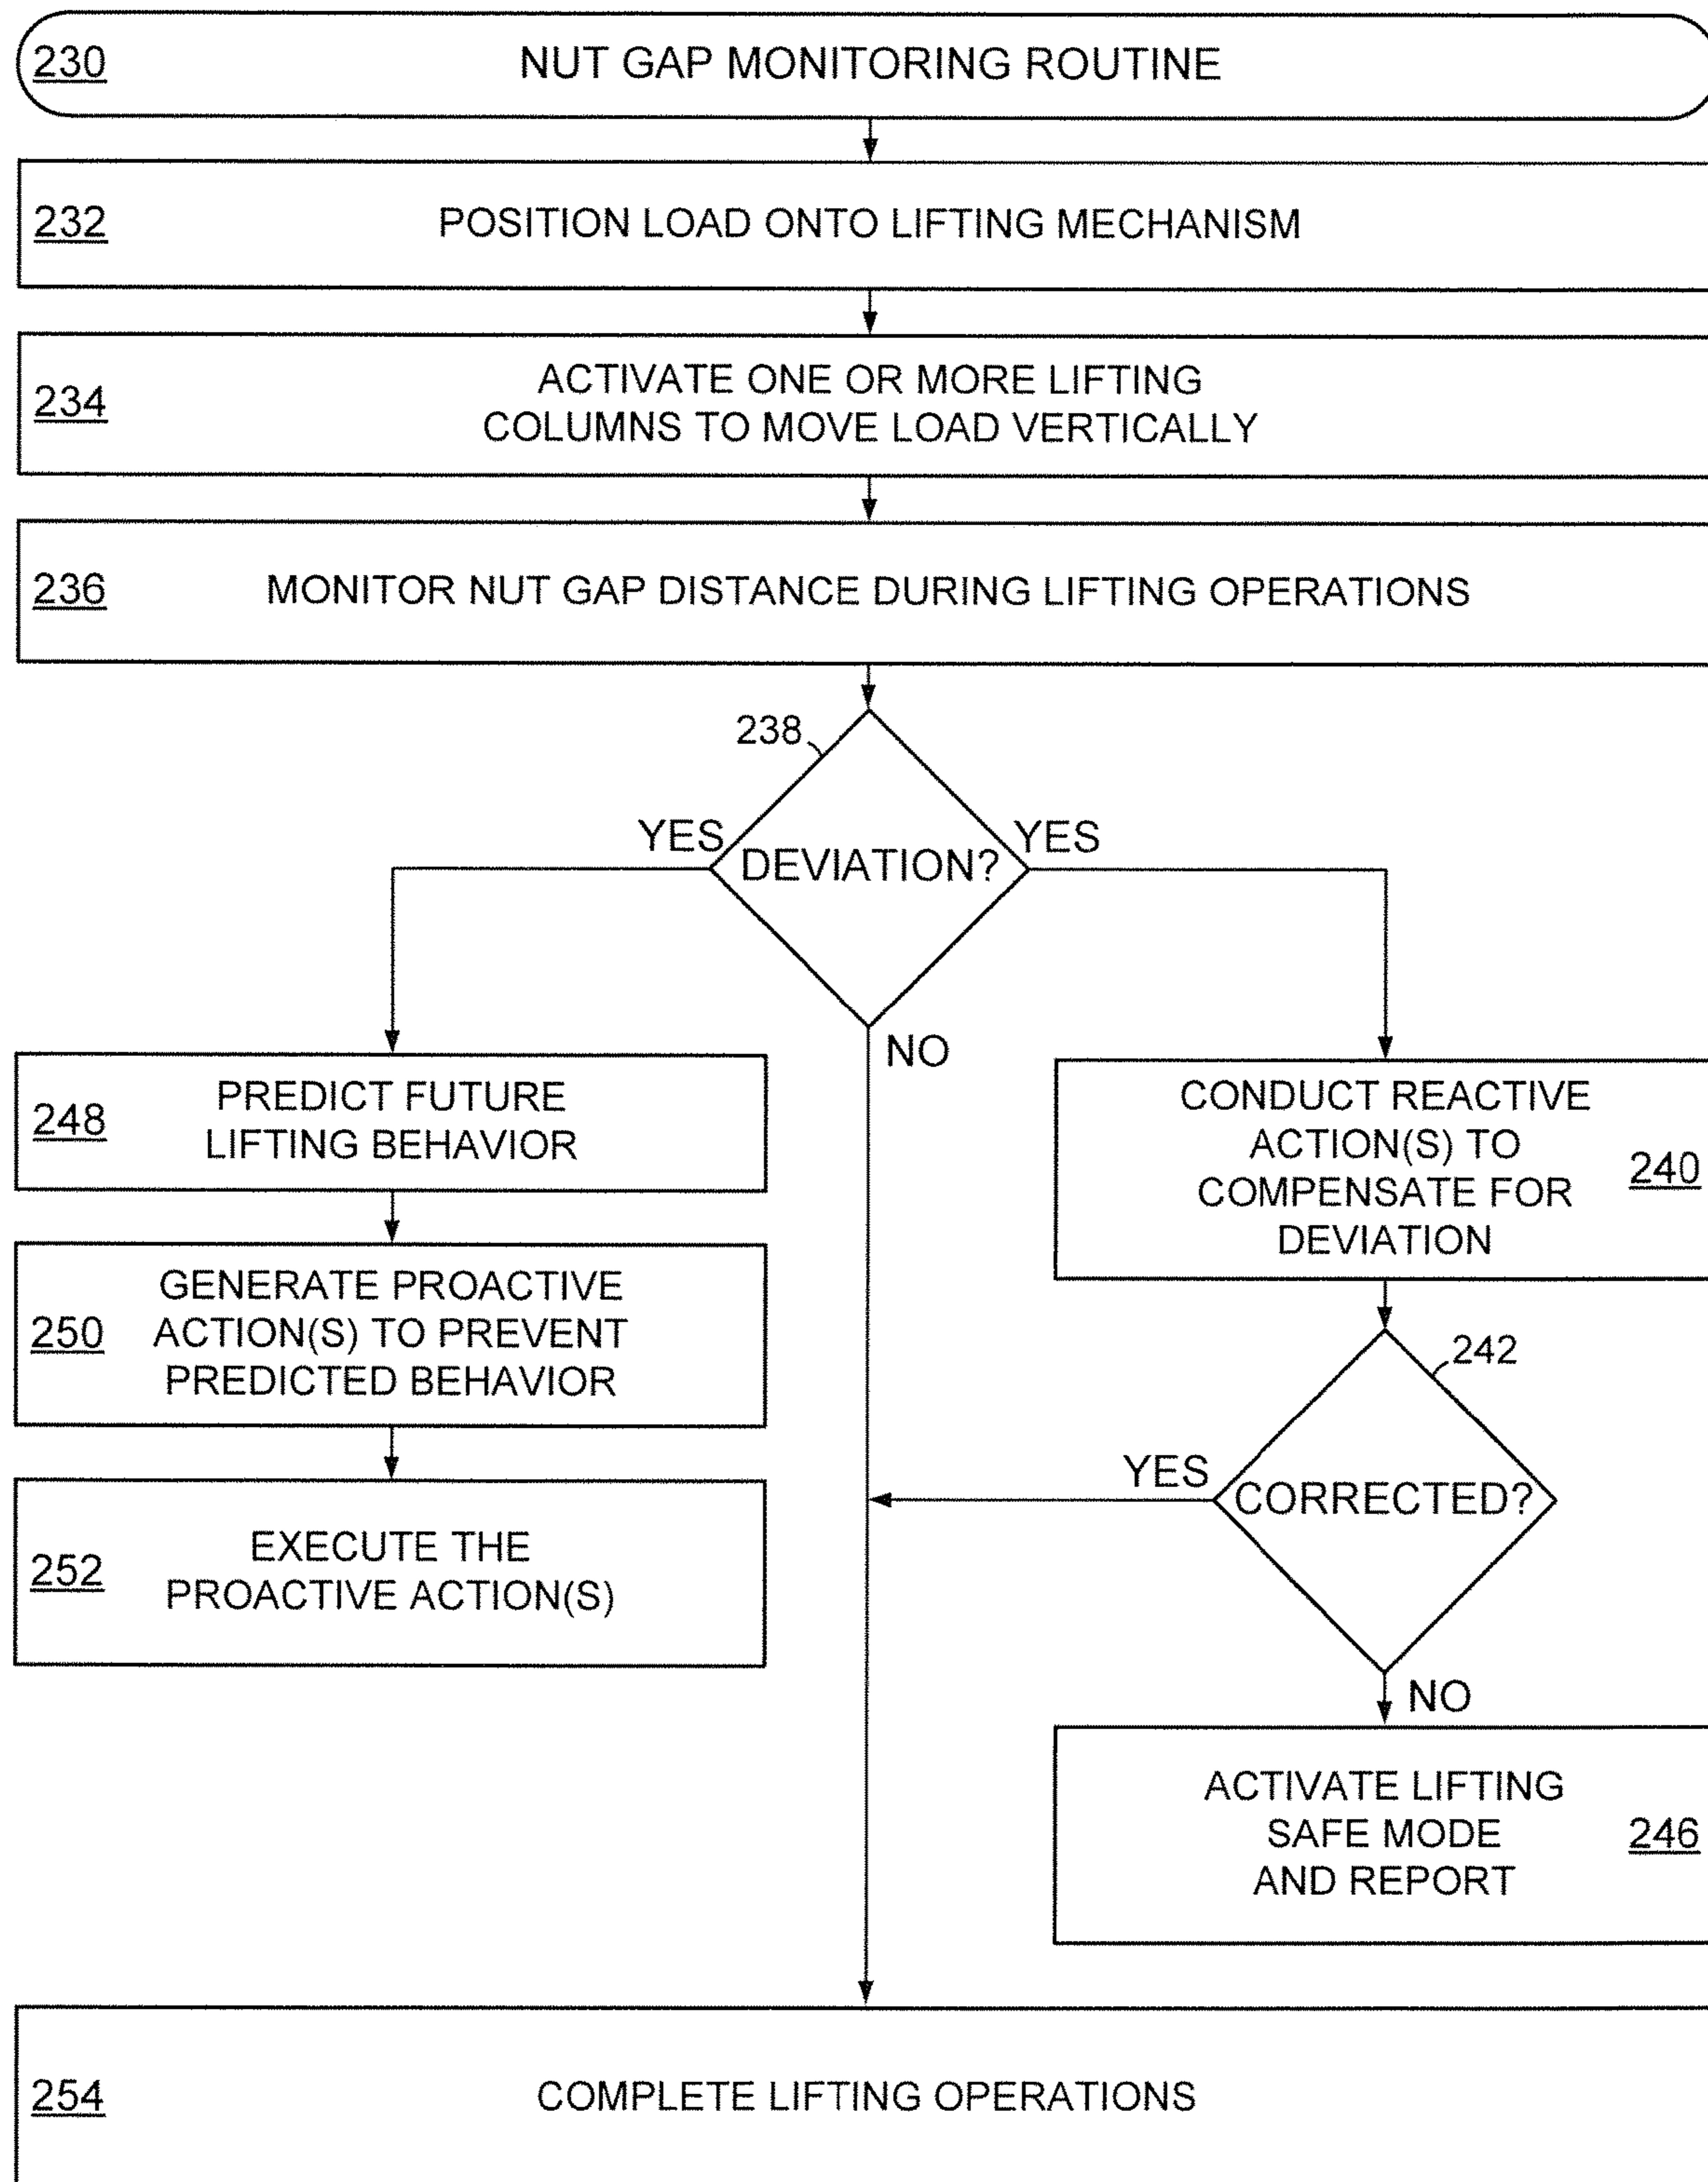 230 NUT GAP MONITORING ROUTINE
232 POSITION LOAD ONTO LIFTING MECHANISM
234
ACTIVATE ONE OR MORE LIFTING
COLUMNS TO MOVE LOAD VERTICALLY
236 MONITOR NUT GAP DISTANCE DURING LIFTING OPERATIONS
238
YES
DEVIATION?
YES
NO
248
PREDICT FUTURE
LIFTING BEHAVIOR
250
GENERATE PROACTIVE
ACTION(S) TO PREVENT
PREDICTED BEHAVIOR
252
EXECUTE THE
PROACTIVE ACTION(S)
CONDUCT REACTIVE
ACTION(S) TO
COMPENSATE FOR
DEVIATION
240
242
YES
CORRECTED?
NO
ACTIVATE LIFTING
SAFE MODE
AND REPORT
246
254 COMPLETE LIFTING OPERATIONS